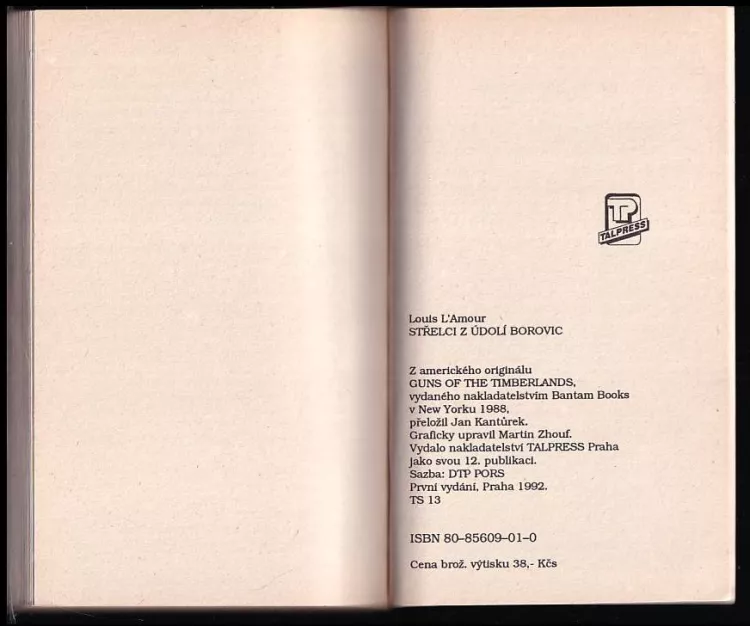 TP
TALPRESS
Louis L'Amour
STŘELCI Z ÚDOLÍ BOROVIC
Z amerického originálu
GUNS OF THE TIMBERLANDS,
vydaného nakladatelstvím Bantam Books
v New Yorku 1988,
přeložil Jan Kantůrek.
Graficky upravil Martin Zhouf.
Vydalo nakladatelství TALPRESS Praha
jako svou 12. publikaci.
Sazba: DTP PORS
První vydání, Praha 1992.
TS 13
ISBN 80-85609-01-0
Cena brož. výtisku 38,- Kčs